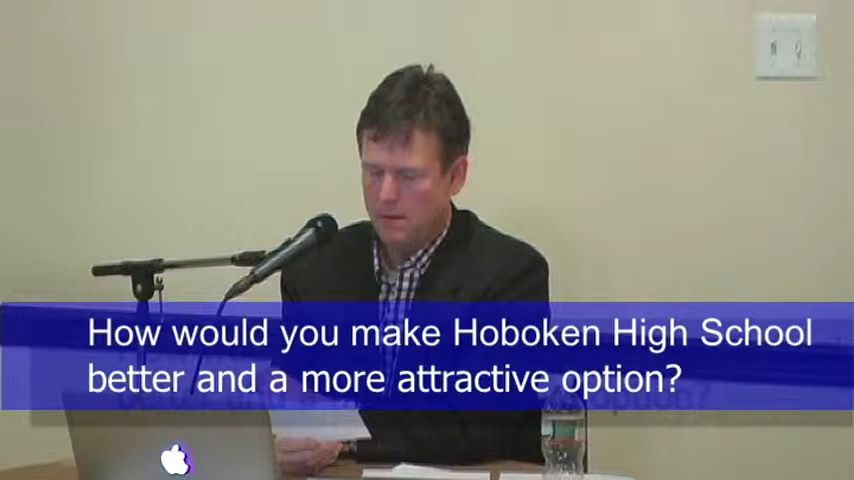 How would you make Hoboken High School
better and a more attractive option?